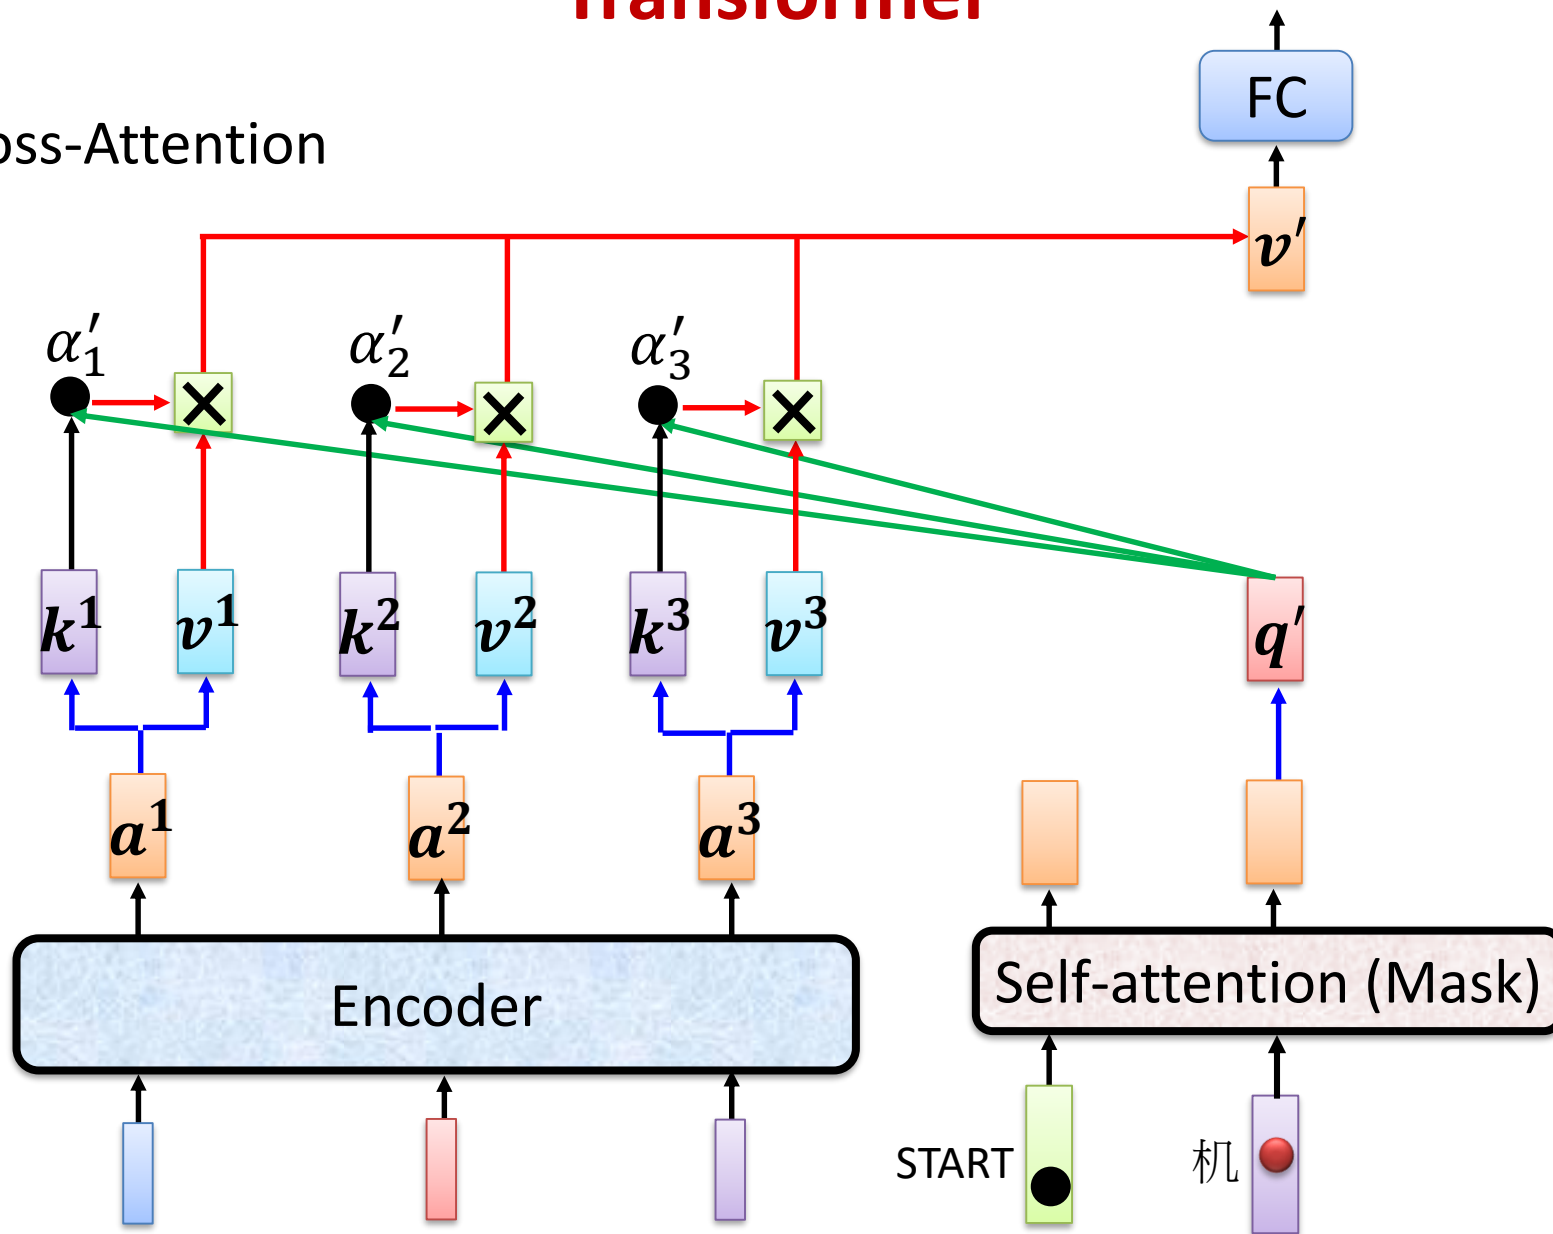 Transformer
FC
oss-Attention
v′
α′1 α′2 α′3
k1 v1 k2 v2 k3 v3 q′
a1 a2 a3
Encoder
Self-attention (Mask)
START 机